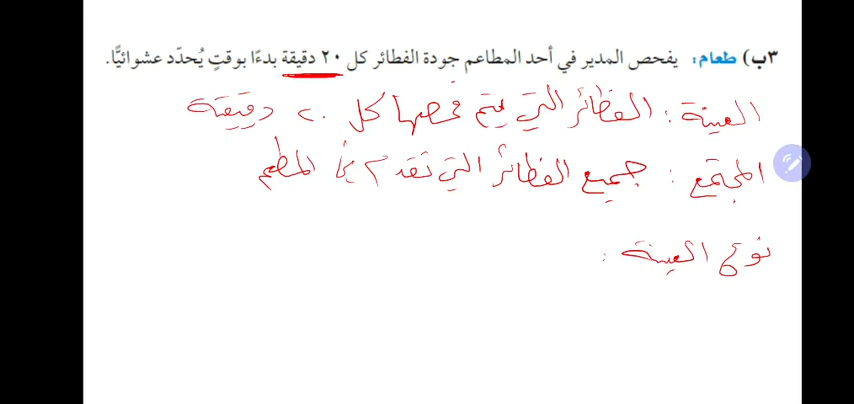 ٣ب) طعام: يفحص المدير في أحد المطاعم جودة الفطائر كل ٢٠ دقيقة بدءًا بوقتٍ يُحدّد عشوائيًّا.
العينة : الفطائر التي يتم فحصها كل ٢٠ دقيقة
المجتمع : جميع الفطائر التي تقدم في المطعم
نوع العينة :